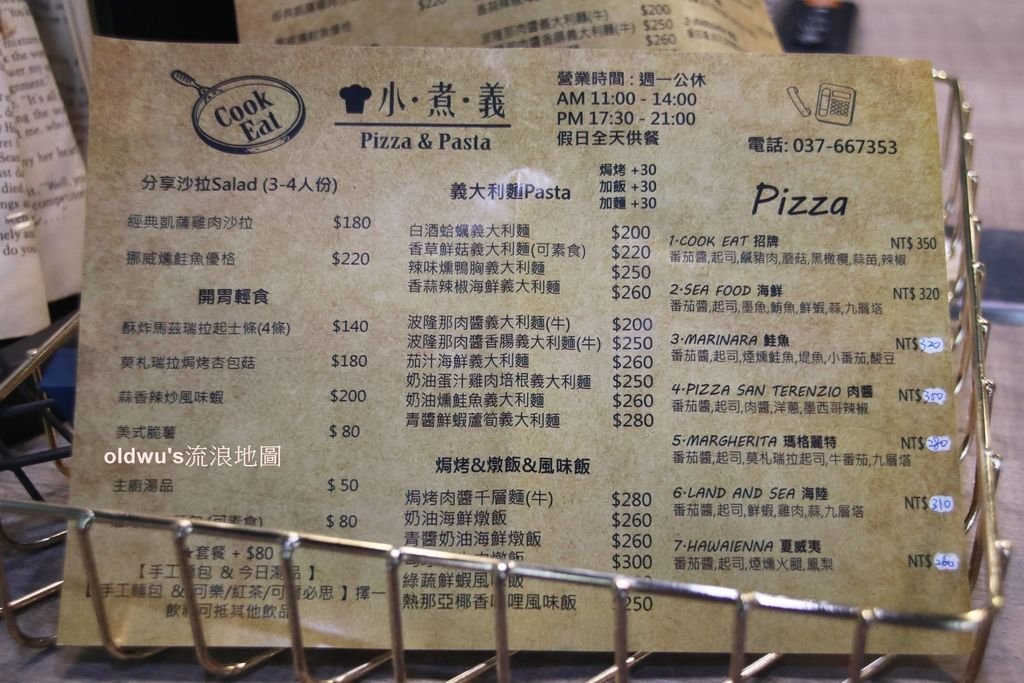 $220
$200
波隆那肉醬義大利麵(牛)
$250
$260
Cook
Eat
小·煮·義
Pizza & Pasta
營業時間:週一公休
AM 11:00 - 14:00
PM 17:30 - 21:00
假日全天供餐
電話: 037-667353
分享沙拉Salad (3-4人份)
經典凱薩雞肉沙拉 $180
挪威燻鮭魚優格 $220
開胃輕食
酥炸馬茲瑞拉起士條(4條) $140
莫札瑞拉焗烤杏包菇 $180
蒜香辣炒風味蝦 $200
美式脆薯 $ 80
oldwu's流浪地圖
主廚湯品 $ 50
(可素食) $ 80
★套餐 + $80
【手工麵包 & 今日湯品】
【手工麵包 & 可樂/紅茶/可爾必思】擇一
飲料可抵其他飲品
義大利麵Pasta
焗烤 +30
加飯 +30
加麵 +30
白酒蛤蠣義大利麵 $200
香草鮮菇義大利麵(可素食) $220
辣味燻鴨胸義大利麵 $250
香蒜辣椒海鮮義大利麵 $260
波隆那肉醬義大利麵(牛) $200
波隆那肉醬香腸義大利麵(牛) $250
茄汁海鮮義大利麵 $260
奶油蛋汁雞肉培根義大利麵 $250
奶油燻鮭魚義大利麵 $260
青醬鮮蝦蘆筍義大利麵 $280
焗烤&燉飯&風味飯
焗烤肉醬千層麵(牛) $280
奶油海鮮燉飯 $260
青醬奶油海鮮燉飯 $260
燉飯 $300
綠蔬鮮蝦風味飯
熱那亞椰香咖哩風味飯 $250
Pizza
1·COOK EAT 招牌 NT$ 350
番茄醬,起司,鹹豬肉,蘑菇,黑橄欖,蒜苗,辣椒
2·SEA FOOD 海鮮 NT$ 320
番茄醬,起司,墨魚,鮪魚,鮮蝦,蒜,九層塔
3·MARINARA 鮭魚 NT$ 320
番茄醬,起司,煙燻鮭魚,堤魚,小番茄,酸豆
4·PIZZA SAN TERENZIO 肉醬 NT$ 300
番茄醬,起司,肉醬,洋蔥,墨西哥辣椒
5·MARGHERITA 瑪格麗特 NT$ 280
番茄醬,起司,莫札瑞拉起司,牛番茄,九層塔
6·LAND AND SEA 海陸 NT$ 310
番茄醬,起司,鮮蝦,雞肉,蒜,九層塔
7·HAWAIENNA 夏威夷 NT$ 260
番茄醬,起司,煙燻火腿,鳳梨